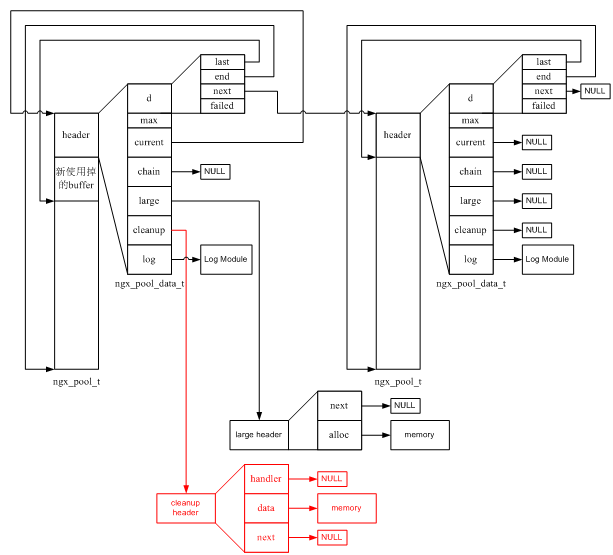 last
end
next
failed
NULL
header
新使用掉
的buffer
d
max
current
chain
large
cleanup
log
NULL
Log Module
ngx_pool_data_t
ngx_pool_t
last
end
next
failed
header
d
max
current
chain
large
cleanup
log
NULL
NULL
NULL
NULL
Log Module
ngx_pool_data_t
ngx_pool_t
large header
next
alloc
NULL
memory
cleanup
header
handler
data
next
NULL
memory
NULL